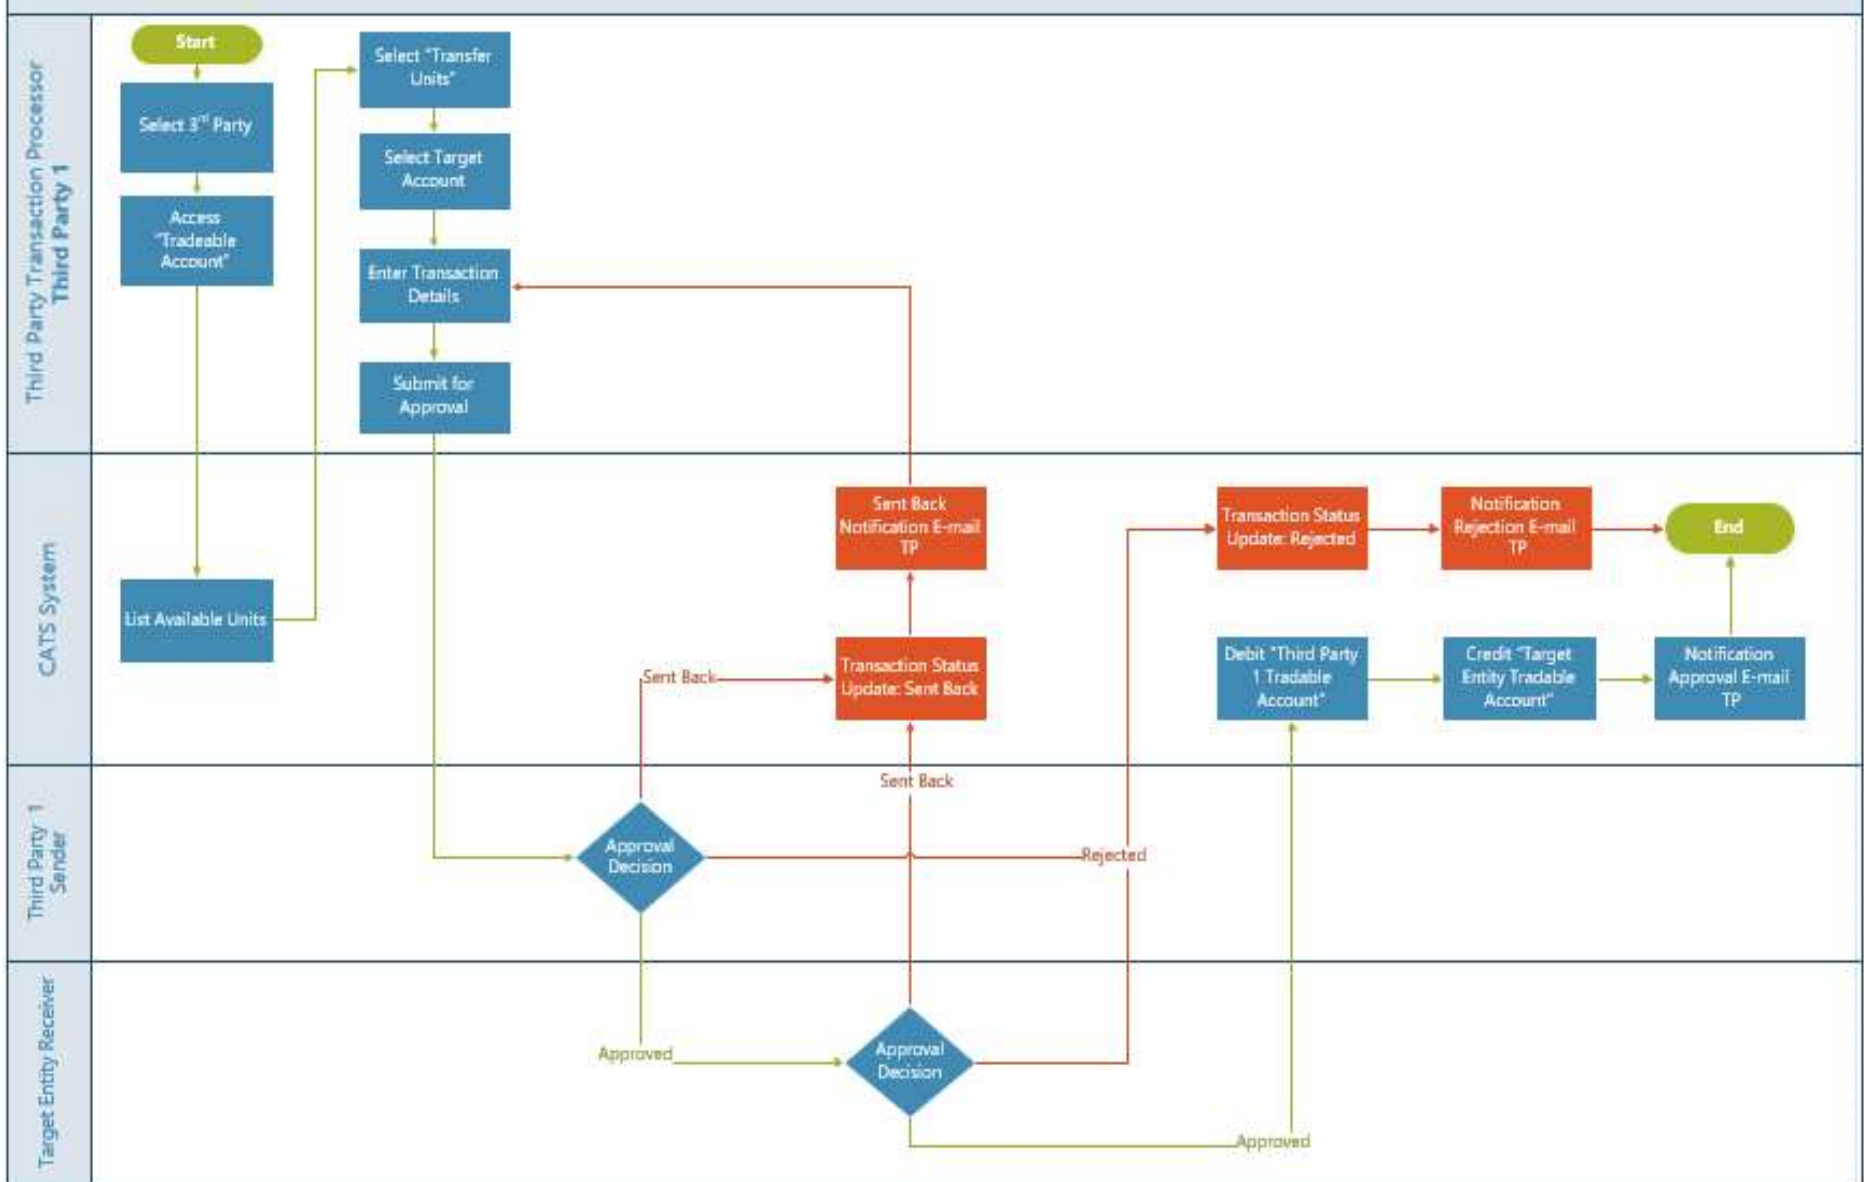 Third Party Transaction Processor
Third Party 1
Start
Select 3rd Party
Access
"Tradeable
Account"
Select "Transfer
Units"
Select Target
Account
Enter Transaction
Details
Submit for
Approval
CATS System
List Available Units
Sent Back
Notification E-mail
TP
Transaction Status
Update: Sent Back
Sent Back
Transaction Status
Update: Rejected
Notification
Rejection E-mail
TP
End
Debit "Third Party
1 Tradable
Account"
Credit "Target
Entity Tradable
Account"
Notification
Approval E-mail
TP
Third Party 1
Sender
Sent Back
Approval
Decision
Rejected
Target Entity Receiver
Approved
Approval
Decision
Approved